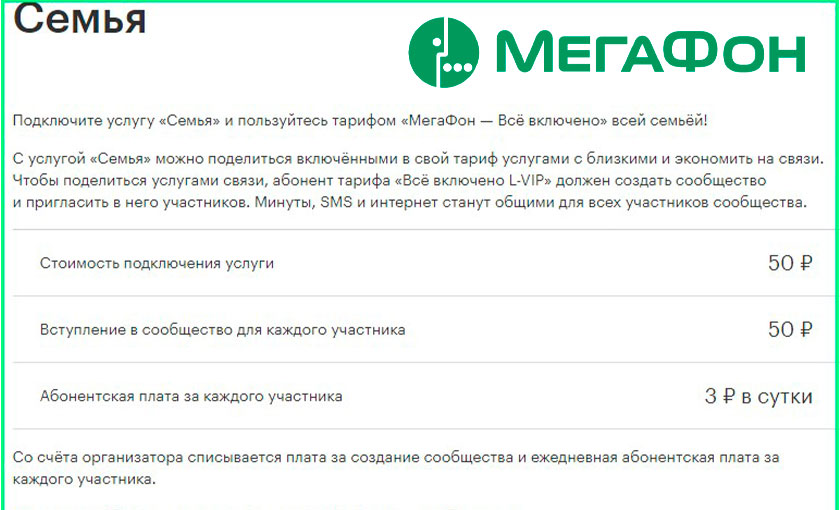 Семья
МЕГАФОН
Подключите услугу «Семья» и пользуйтесь тарифом «МегаФон — Всё включено» всей семьёй!
С услугой «Семья» можно поделиться включёнными в свой тариф услугами с близкими и экономить на связи.
Чтобы поделиться услугами связи, абонент тарифа «Всё включено L-VIP» должен создать сообщество
и пригласить в него участников. Минуты, SMS и интернет станут общими для всех участников сообщества.
Стоимость подключения услуги 50 ₽
Вступление в сообщество для каждого участника 50 ₽
Абонентская плата за каждого участника 3 ₽ в сутки
Со счёта организатора списывается плата за создание сообщества и ежедневная абонентская плата за
каждого участника.